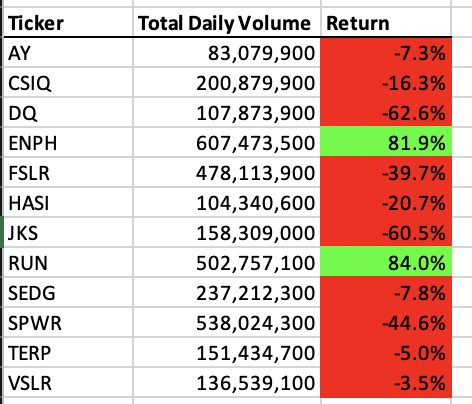 Ticker Total Daily Volume Return
AY 83,079,900 -7.3%
CSIQ 200,879,900 -16.3%
DQ 107,873,900 -62.6%
ENPH 607,473,500 81.9%
FSLR 478,113,900 -39.7%
HASI 104,340,600 -20.7%
JKS 158,309,000 -60.5%
RUN 502,757,100 84.0%
SEDG 237,212,300 -7.8%
SPWR 538,024,300 -44.6%
TERP 151,434,700 -5.0%
VSLR 136,539,100 -3.5%